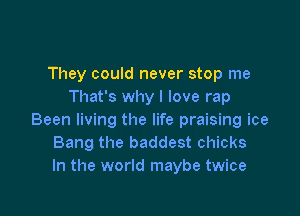 They could never stop me
That's why I love rap
Been living the life praising ice
Bang the baddest chicks
In the world maybe twice